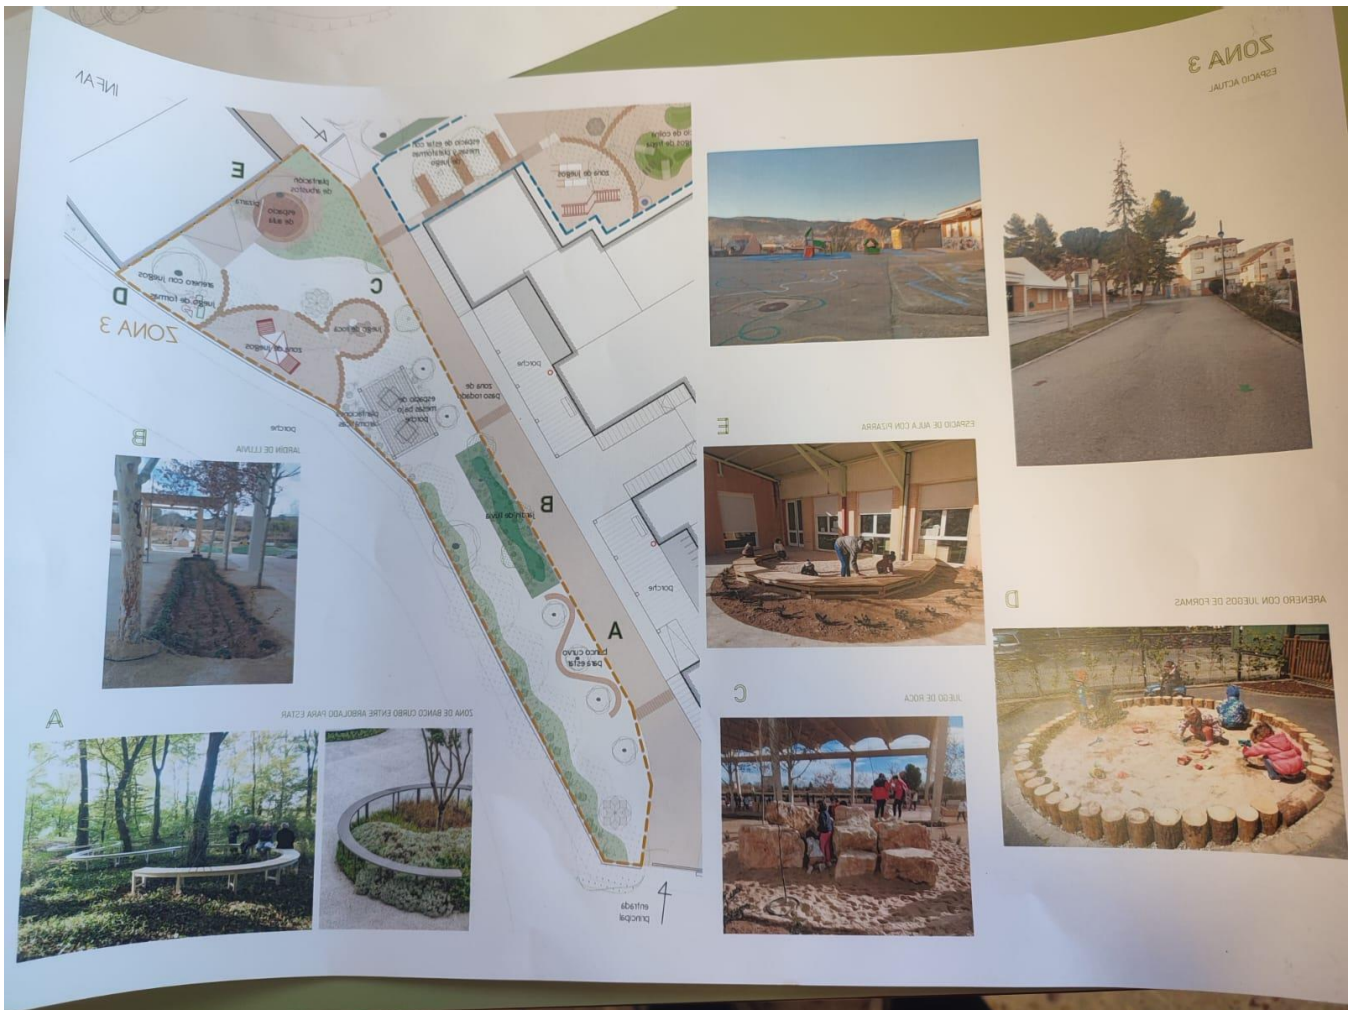 ZONA 3
ESPACIO ACTUAL
ARENERO CON JUEGOS DE FORMAS
D
ESPACIO DE AULA CON PIZARRA
E
JUEGO DE ROCA
C
INFAN
zona de juegos
espacio de estar con
mesas y plataformas
de juego
E
plantación
de arbustos
pizarra
espacio
de aula
C
arenero con juegos
juego de formas
D
ZONA 3
juego de roca
zona de juegos
porche
zona de
paso rodad
espacio de
mesas bajo
porche
porche
B
jardín de lluvia
porche
A
banco curvo
para estar
entrada
principal
JARDÍN DE LLUVIA
B
ZONA DE BANCO CURBO ENTRE ARBOLADO PARA ESTAR
A